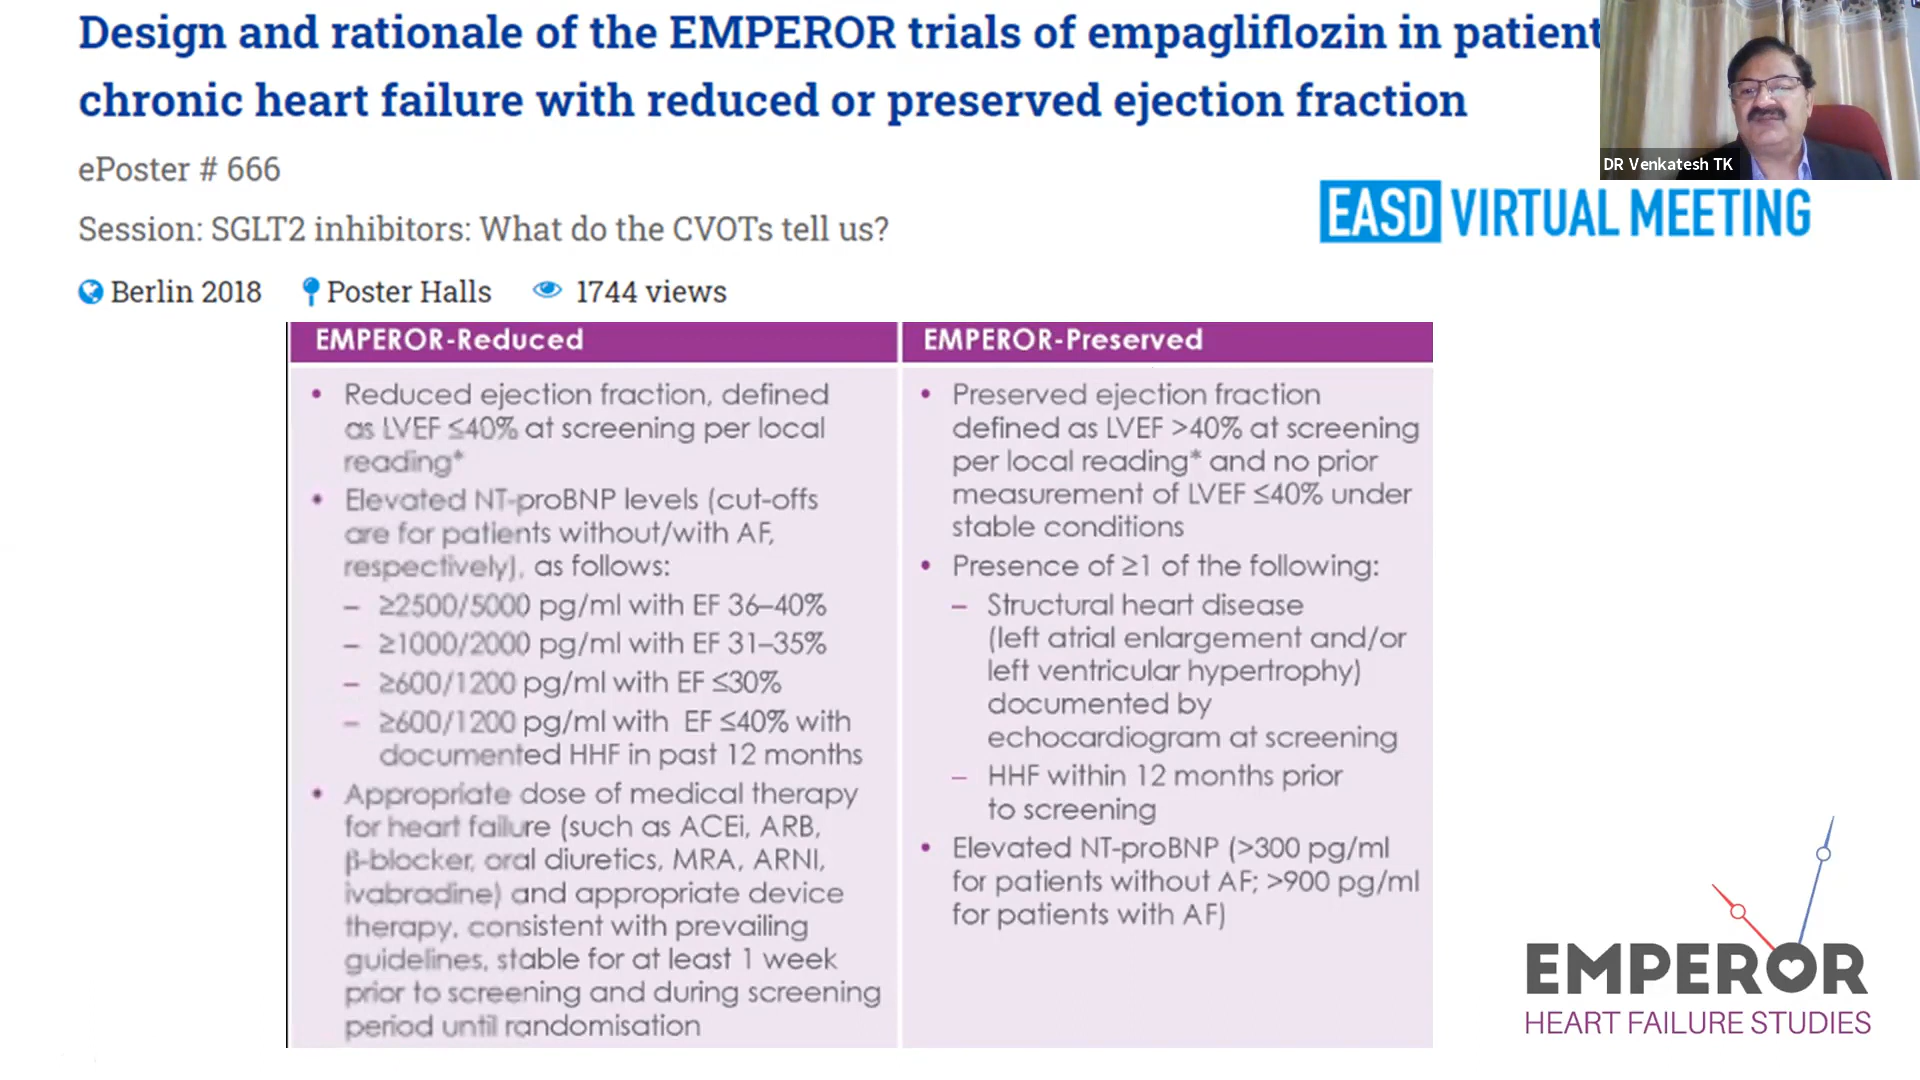 Design and rationale of the EMPEROR trials of empagliflozin in patient
chronic heart failure with reduced or preserved ejection fraction
ePoster # 666
Session: SGLT2 inhibitors: What do the CVOTs tell us?
Berlin 2018 Poster Halls 1744 views
DR Venkatesh TK
EASD VIRTUAL MEETING
EMPEROR-Reduced
• Reduced ejection fraction, defined
as LVEF ≤40% at screening per local
reading*
• Elevated NT-proBNP levels (cut-offs
are for patients without/with AF,
respectively), as follows:
– ≥2500/5000 pg/ml with EF 36–40%
– ≥1000/2000 pg/ml with EF 31–35%
– ≥600/1200 pg/ml with EF ≤30%
– ≥600/1200 pg/ml with EF ≤40% with
documented HHF in past 12 months
• Appropriate dose of medical therapy
for heart failure (such as ACEi, ARB,
β-blocker, oral diuretics, MRA, ARNI,
ivabradine) and appropriate device
therapy, consistent with prevailing
guidelines, stable for at least 1 week
prior to screening and during screening
period until randomisation
EMPEROR-Preserved
• Preserved ejection fraction
defined as LVEF >40% at screening
per local reading* and no prior
measurement of LVEF ≤40% under
stable conditions
• Presence of ≥1 of the following:
– Structural heart disease
(left atrial enlargement and/or
left ventricular hypertrophy)
documented by
echocardiogram at screening
– HHF within 12 months prior
to screening
• Elevated NT-proBNP (>300 pg/ml
for patients without AF; >900 pg/ml
for patients with AF)
EMPEROR
HEART FAILURE STUDIES